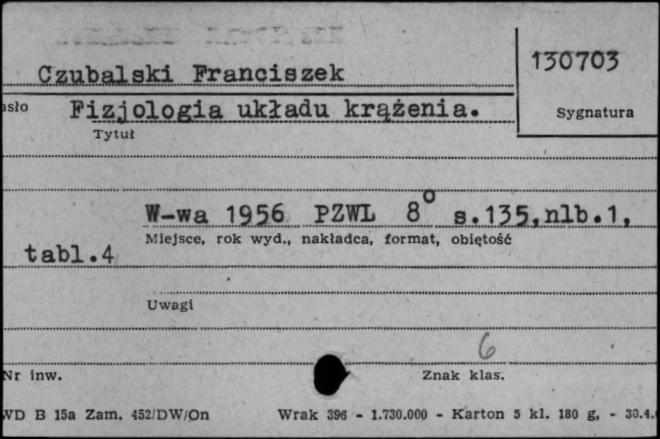 Czubalski Franciszek
130703
asło Fizjologia układu krążenia.
Sygnatura
Tytuł
W-wa 1956 PZWL 8° s.135,nlb.1,
Miejsce, rok wyd., nakładca, format, obiętość
tabl.4
Uwagi
6
Nr inw.
Znak klas.
WD B 15a Zam. 452/DW/On Wrak 396 - 1.730.000 - Karton 5 kl. 180 g, - 30.4.